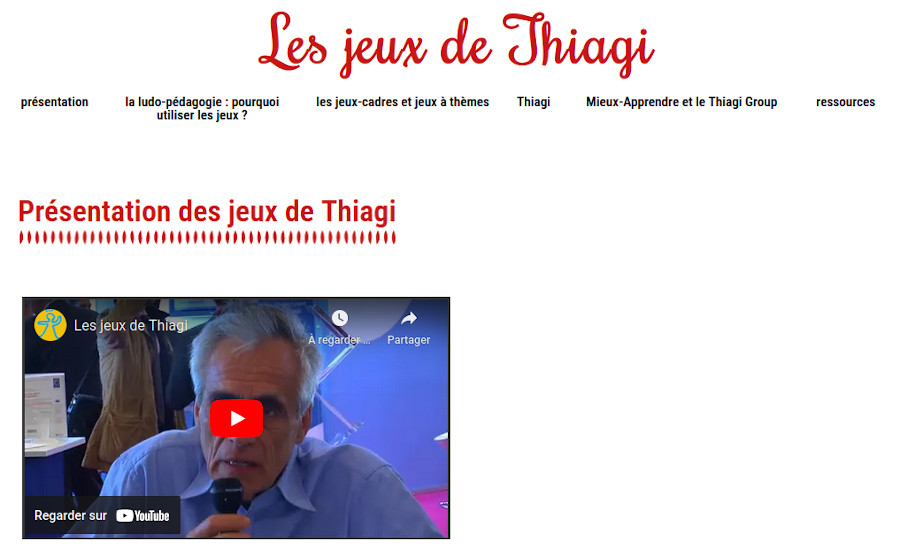 Les jeux de Thiagi
présentation
la ludo-pédagogie : pourquoi
utiliser les jeux ?
les jeux-cadres et jeux à thèmes
Thiagi
Mieux-Apprendre et le Thiagi Group
ressources
Présentation des jeux de Thiagi
Les jeux de Thiagi
À regarder ...
Partager
Regarder sur YouTube